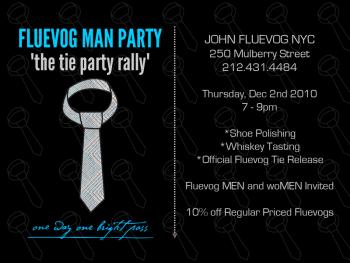 FLUEVOG MAN PARTY
'the tie party rally'
one way one bright pass
JOHN FLUEVOG NYC
250 Mulberry Street
212.431.4484
Thursday, Dec 2nd 2010
7 - 9pm
*Shoe Polishing
*Whiskey Tasting
*Official Fluevog Tie Release
Fluevog MEN and woMEN Invited
10% off Regular Priced Fluevogs